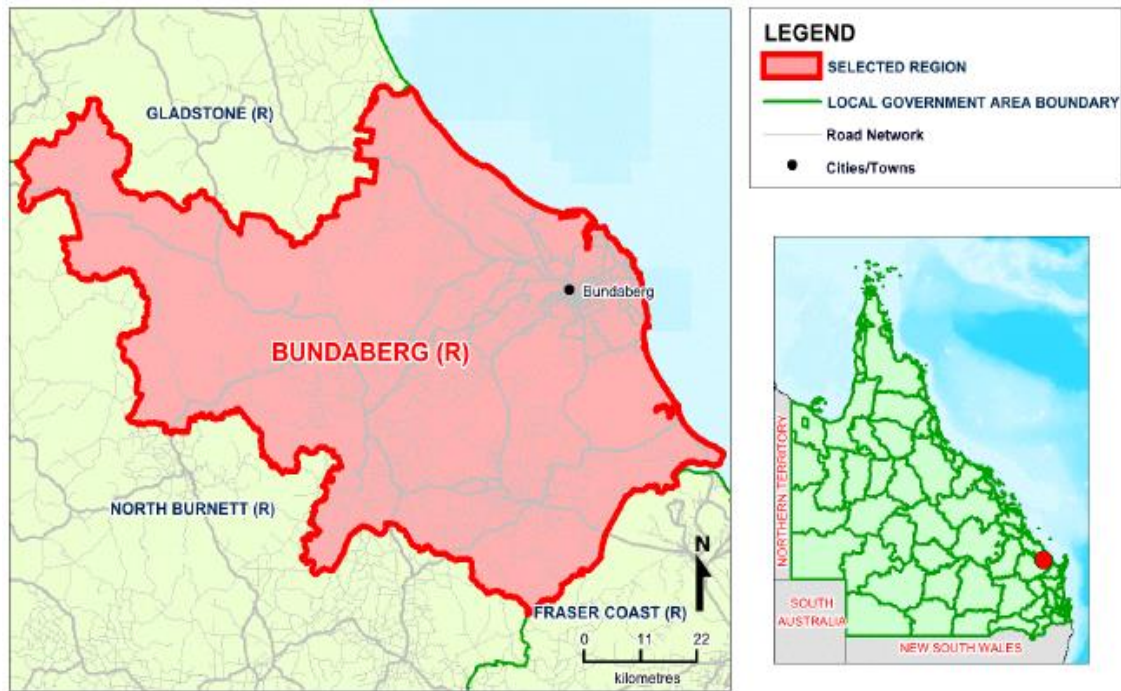 GLADSTONE (R)
Bundaberg
BUNDABERG (R)
NORTH BURNETT (R)
FRASER COAST (R)
N
0 11 22
kilometres
LEGEND
SELECTED REGION
LOCAL GOVERNMENT AREA BOUNDARY
Road Network
Cities/Towns
NORTHERN TERRITORY
SOUTH
AUSTRALIA
NEW SOUTH WALES